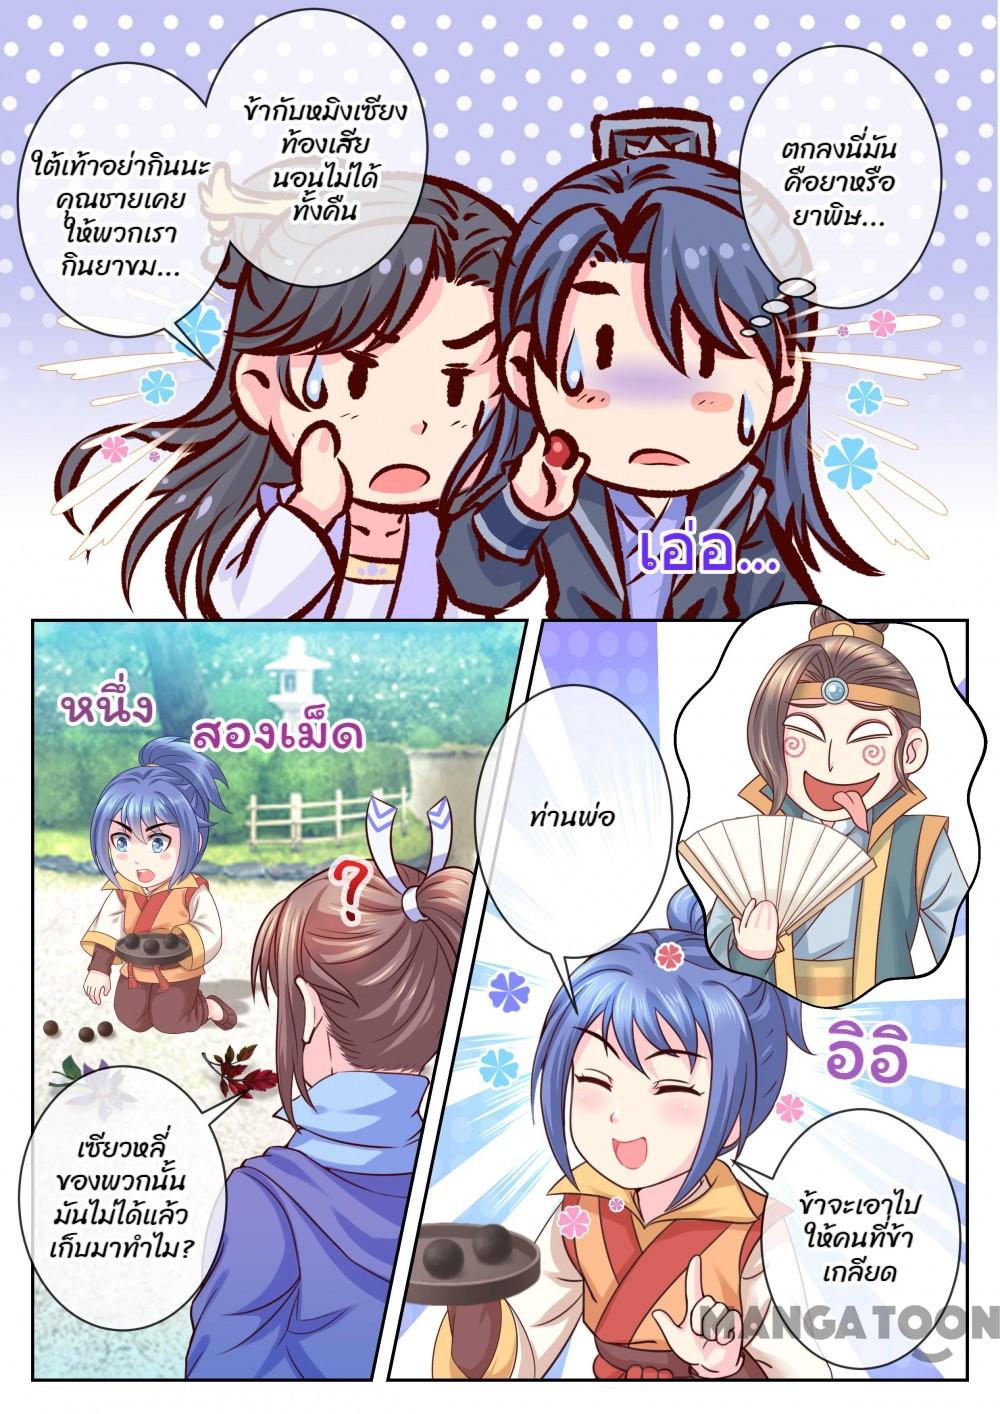 ข้ากับหมิงเซียง
ท้องเสีย
นอนไม่ได้
ทั้งคืน
ใต้เท้าอย่ากินนะ
คุณชายเคย
ให้พวกเรา
กินยาขม...
ตกลงนี่มัน
คือยาหรือ
ยาพิษ...
เอ่อ...
หนึ่ง
สองเม็ด
?
เซียวหลี่
ของพวกนั้น
มันไม่ได้แล้ว
เก็บมาทำไม?
ท่านพ่อ
อิอิ
ข้าจะเอาไป
ให้คนที่ข้า
เกลียด
MANGATOON